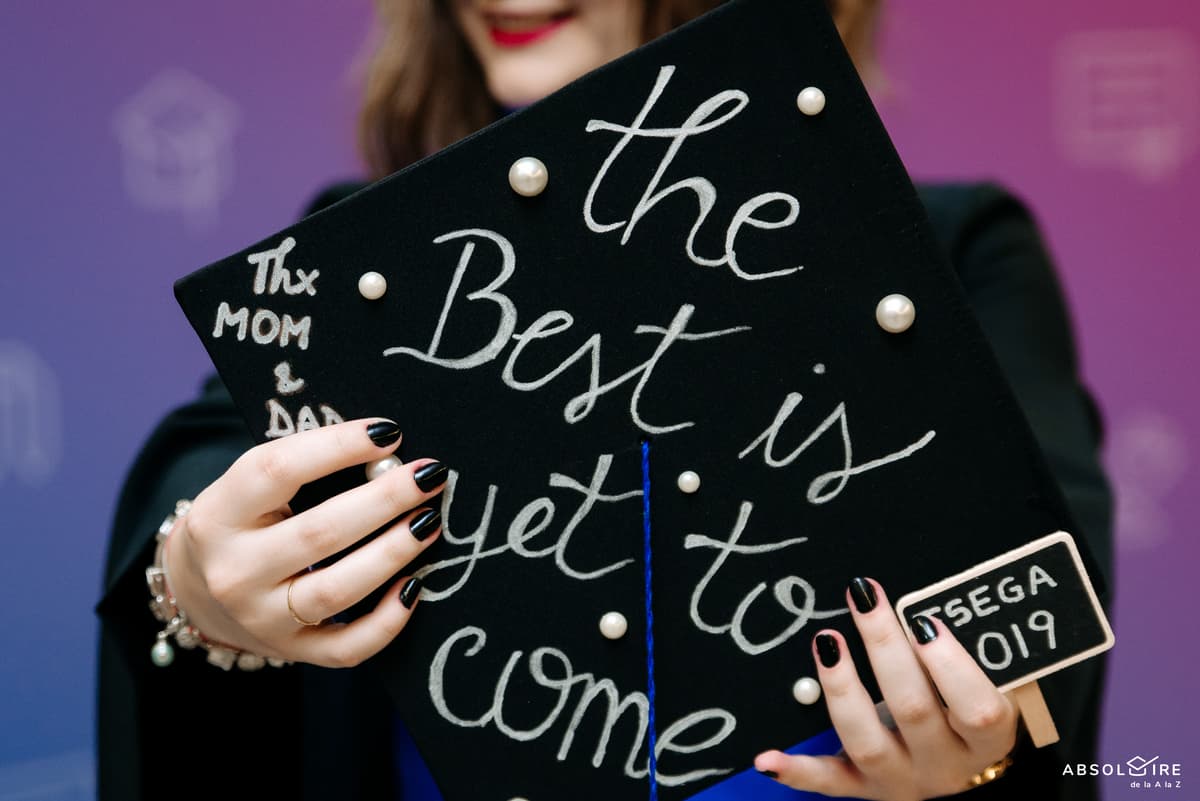 the
Best is
yet to
come
Thx
MOM
&
DAD
TSEGA
019
ABSOLVIRE
de la A la Z